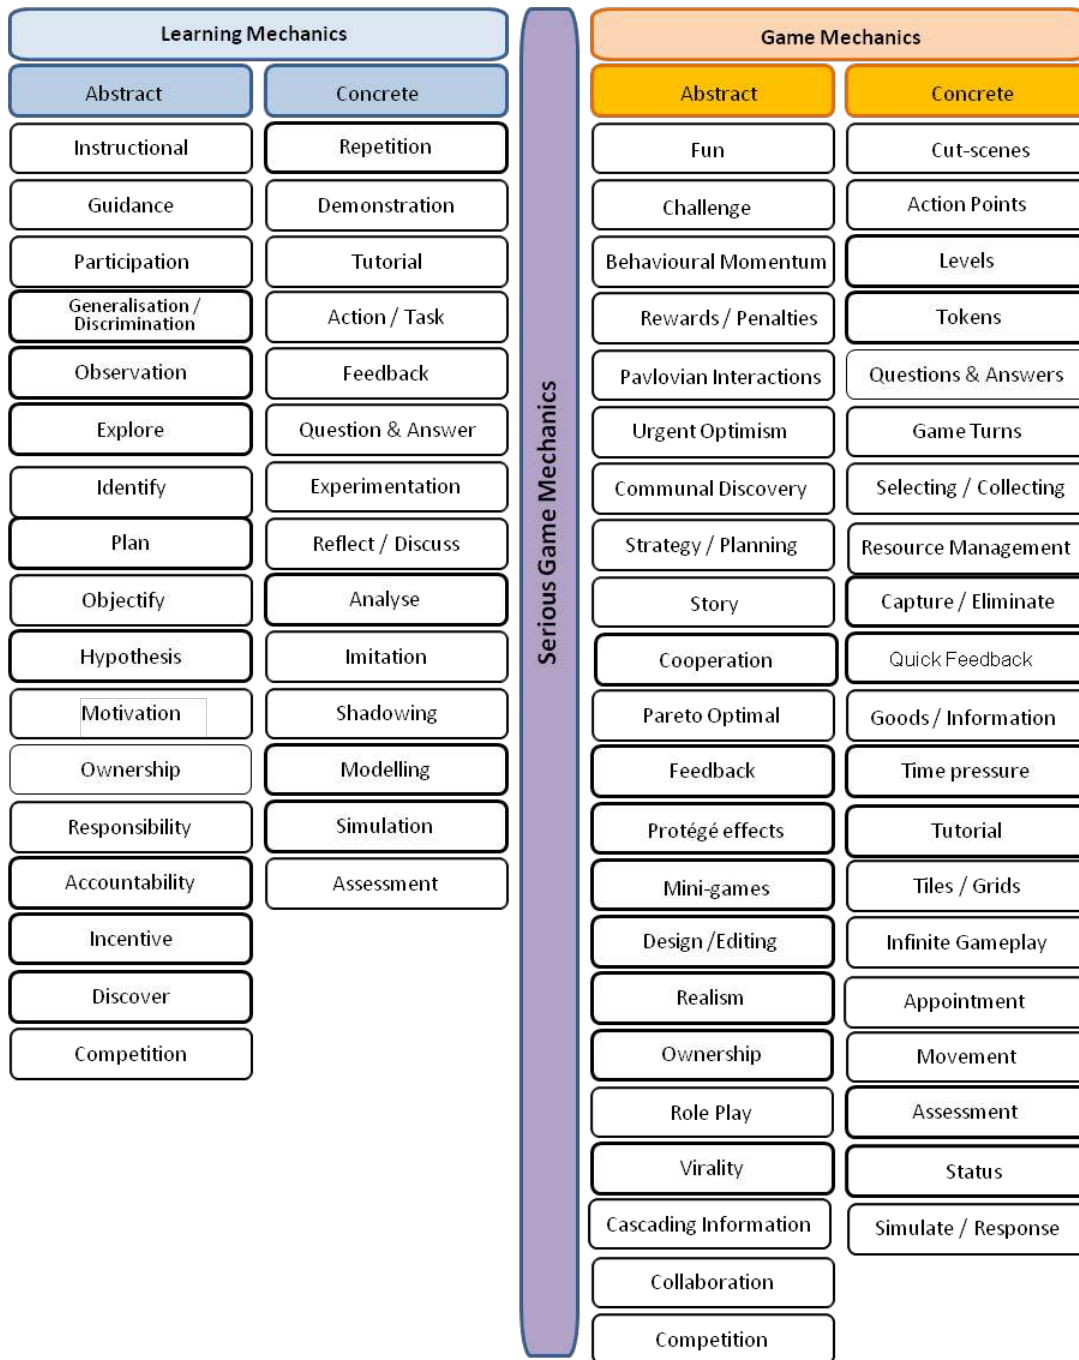 Learning Mechanics
Abstract
Instructional
Guidance
Participation
Generalisation /
Discrimination
Observation
Explore
Identify
Plan
Objectify
Hypothesis
Motivation
Ownership
Responsibility
Accountability
Incentive
Discover
Competition
Concrete
Repetition
Demonstration
Tutorial
Action / Task
Feedback
Question & Answer
Experimentation
Reflect / Discuss
Analyse
Imitation
Shadowing
Modelling
Simulation
Assessment
Serious Game Mechanics
Game Mechanics
Abstract
Fun
Challenge
Behavioural Momentum
Rewards / Penalties
Pavlovian Interactions
Urgent Optimism
Communal Discovery
Strategy / Planning
Story
Cooperation
Pareto Optimal
Feedback
Protégé effects
Mini-games
Design /Editing
Realism
Ownership
Role Play
Virality
Cascading Information
Collaboration
Competition
Concrete
Cut-scenes
Action Points
Levels
Tokens
Questions & Answers
Game Turns
Selecting / Collecting
Resource Management
Capture / Eliminate
Quick Feedback
Goods / Information
Time pressure
Tutorial
Tiles / Grids
Infinite Gameplay
Appointment
Movement
Assessment
Status
Simulate / Response